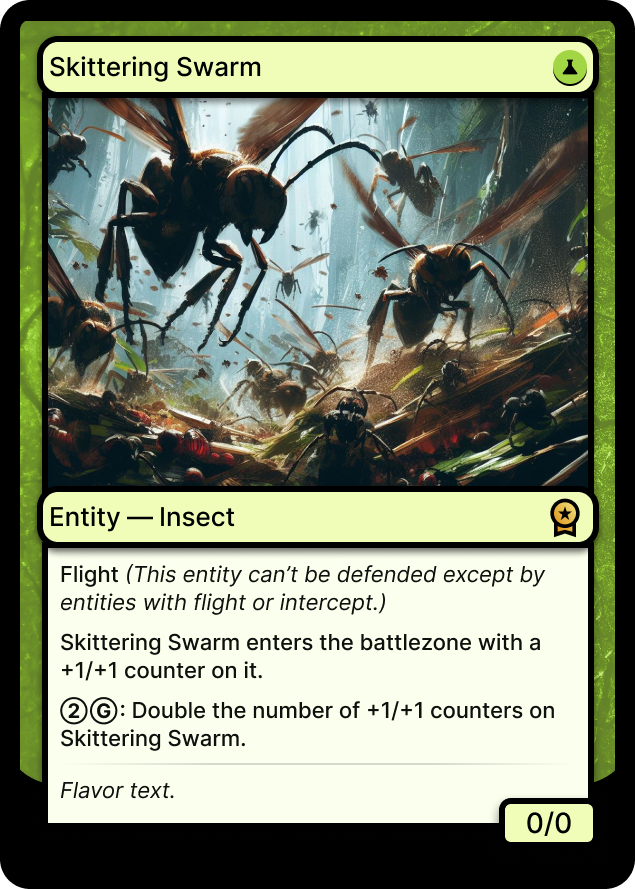 Skittering Swarm
Entity — Insect
Flight (This entity can’t be defended except by
entities with flight or intercept.)
Skittering Swarm enters the battlezone with a
+1/+1 counter on it.
2G: Double the number of +1/+1 counters on
Skittering Swarm.
Flavor text.
0/0